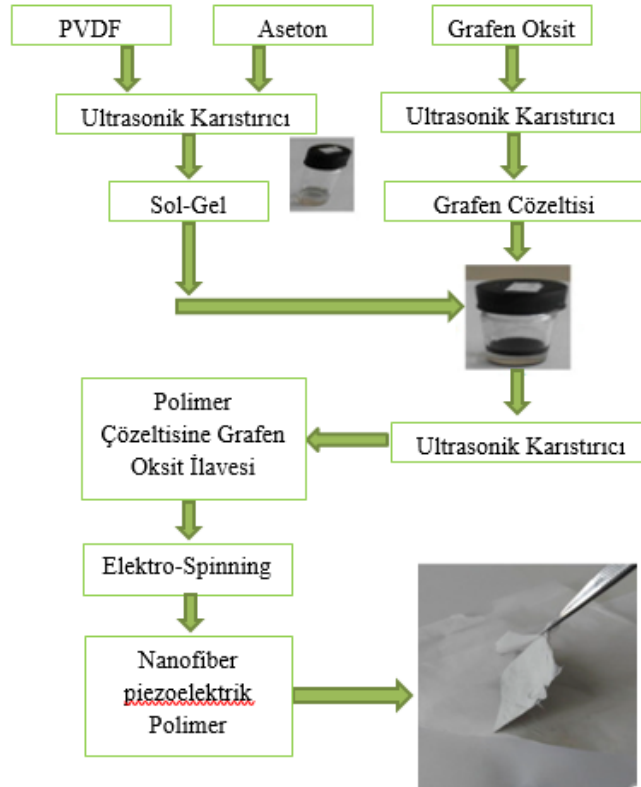 PVDF
Aseton
Grafen Oksit
Ultrasonik Karıstırıcı
Ultrasonik Karıstırıcı
Sol-Gel
Grafen Cözeltisi
Polimer
Çözeltisine Grafen
Oksit İlavesi
Ultrasonik Karıstırıcı
Elektro-Spinning
Nanofiber
piezoelektrik
Polimer